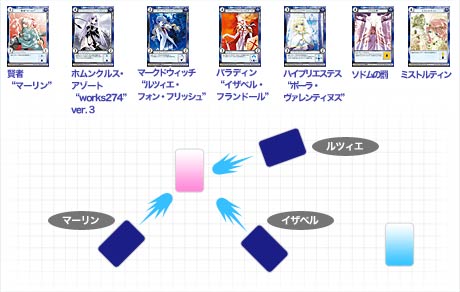 賢者
“マーリン”
ホムンクルス・
アゾート
“works274”
ver. 3
マークドウィッチ
“ルツィエ・
フォン・フリッシュ”
パラディン
“イザベル・
フランドール”
ハイプリエステス
“ポーラ・
ヴァレンティヌス”
ソドムの罰
ミストルティン
ルツィエ
マーリン
イザベル